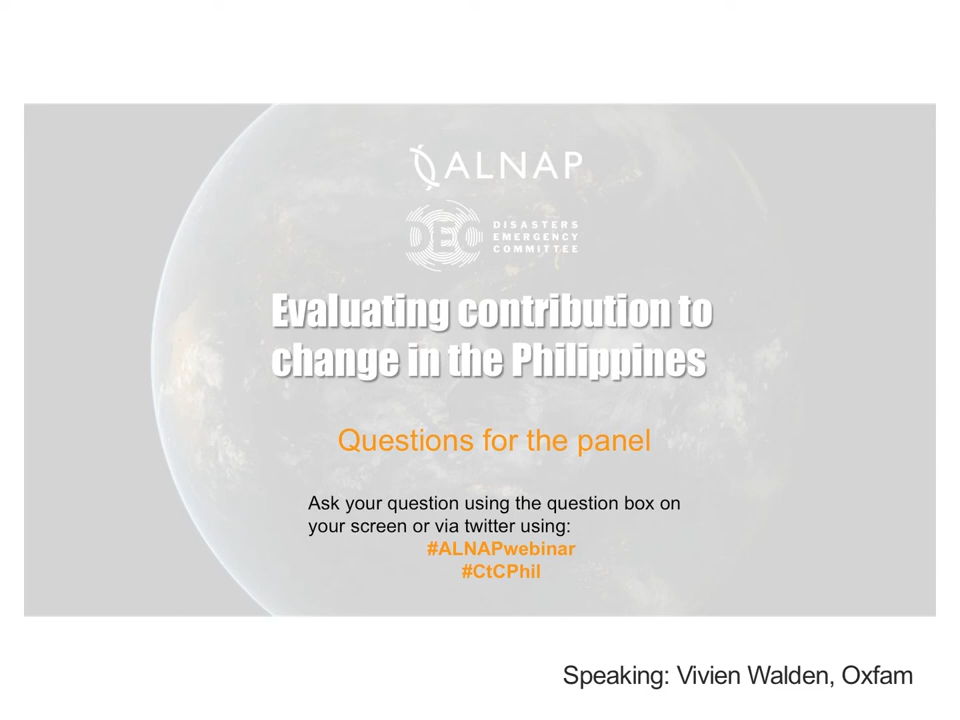 ALNAP
DEC
DISASTERS
EMERGENCY
COMMITTEE
Evaluating contribution to
change in the Philippines
Questions for the panel
Ask your question using the question box on
your screen or via twitter using:
#ALNAPwebinar
#CtCPhil
Speaking: Vivien Walden, Oxfam